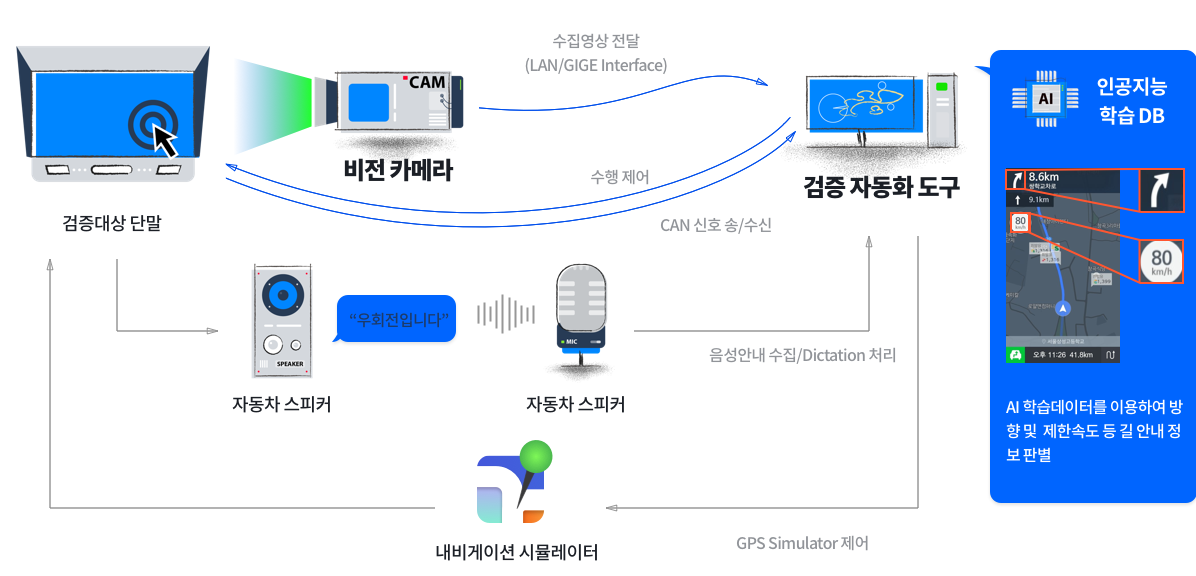 수집영상 전달
(LAN/GIGE Interface)
CAM
비전 카메라
검증대상 단말
수행 제어
CAN 신호 송/수신
검증 자동화 도구
AI
인공지능
학습 DB
8.6km
쌍학교차로
9.1km
80
km/h
80
km/h
오후 11:26 41.8km
AI 학습데이터를 이용하여 방
향 및 제한속도 등 길 안내 정
보 판별
"우회전입니다"
SPEAKER
MIC
자동차 스피커
자동차 스피커
음성안내 수집/Dictation 처리
내비게이션 시뮬레이터
GPS Simulator 제어